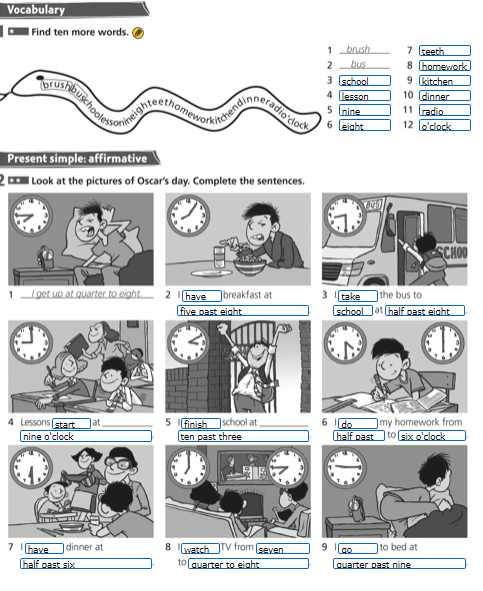 Vocabulary
Find ten more words.
1 brush
2 bus
3 school
4 lesson
5 nine
6 eight
7 teeth
8 homework
9 kitchen
10 dinner
11 radio
12 o'clock
brushbuschoolessonineighteethomeworkitchendinneradio'clock
Present simple: affirmative
2 Look at the pictures of Oscar's day. Complete the sentences.
BUS
SCHOO
1 I get up at quarter to eight.
2 I have breakfast at
five past eight.
3 I take the bus to
school at half past eight.
4 Lessons start at
nine o'clock.
5 I finish school at
ten past three.
6 I do my homework from
half past to six o'clock.
7 I have dinner at
half past six.
8 I watch TV from seven
to quarter to eight.
9 I go to bed at
quarter past nine.